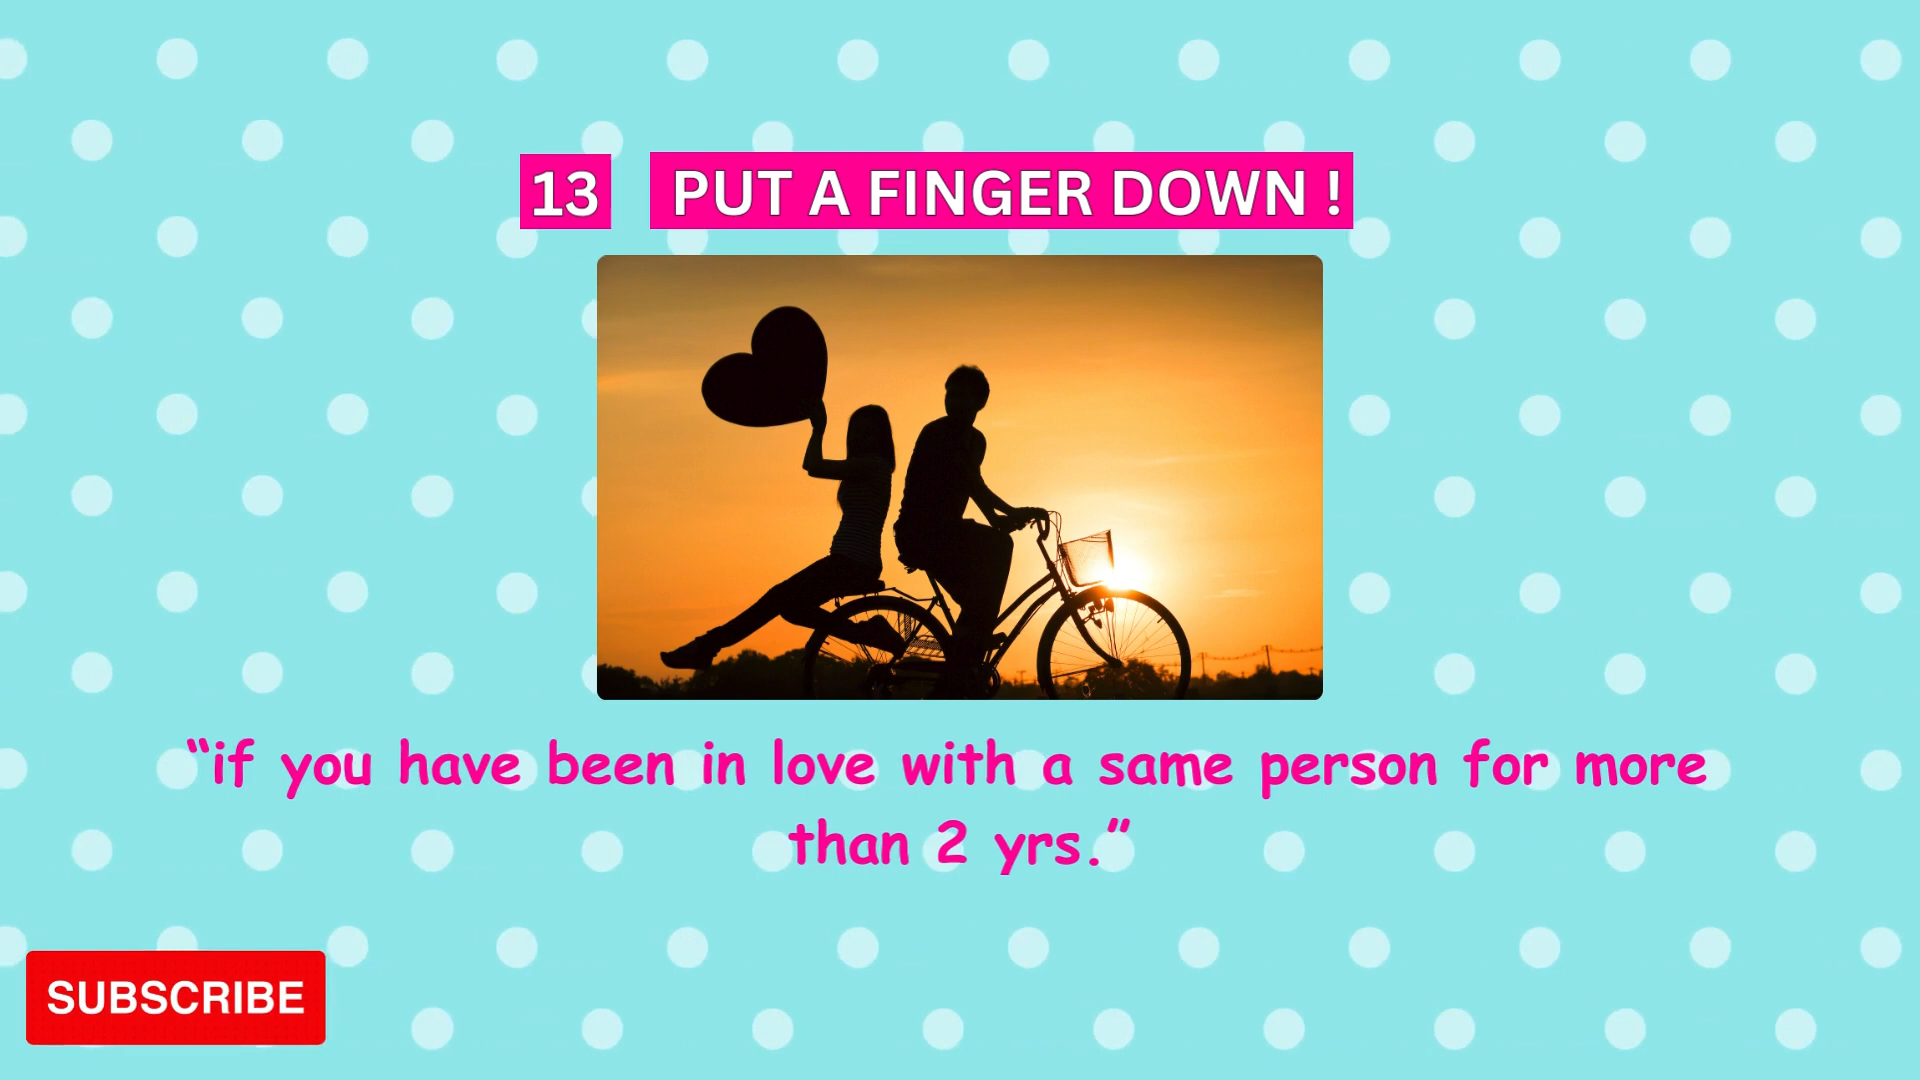 13 PUT A FINGER DOWN !
“if you have been in love with a same person for more
than 2 yrs.”
SUBSCRIBE